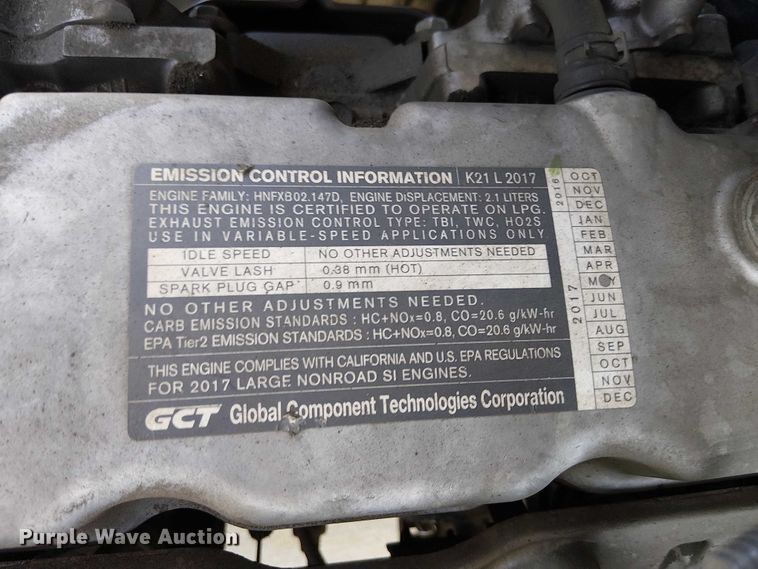 EMISSION CONTROL INFORMATION K21 L 2017
ENGINE FAMILY: HNFXB02.147D, ENGINE DISPLACEMENT: 2.1 LITERS
THIS ENGINE IS CERTIFIED TO OPERATE ON LPG.
EXHAUST EMISSION CONTROL TYPE: TBI, TWC, HO2S
USE IN VARIABLE-SPEED APPLICATIONS ONLY
IDLE SPEED NO OTHER ADJUSTMENTS NEEDED
VALVE LASH 0.38 mm (HOT)
SPARK PLUG GAP 0.9 mm
NO OTHER ADJUSTMENTS NEEDED.
CARB EMISSION STANDARDS : HC+NOx=0.8, CO=20.6 g/kW-hr
EPA Tier2 EMISSION STANDARDS : HC+NOx=0.8, CO=20.6 g/kW-hr
THIS ENGINE COMPLIES WITH CALIFORNIA AND U.S. EPA REGULATIONS
FOR 2017 LARGE NONROAD SI ENGINES.
GCT Global Component Technologies Corporation
2016
OCT
NOV
DEC
2017
JAN
FEB
MAR
APR
MAY
JUN
JUL
AUG
SEP
OCT
NOV
DEC
Purple Wave Auction